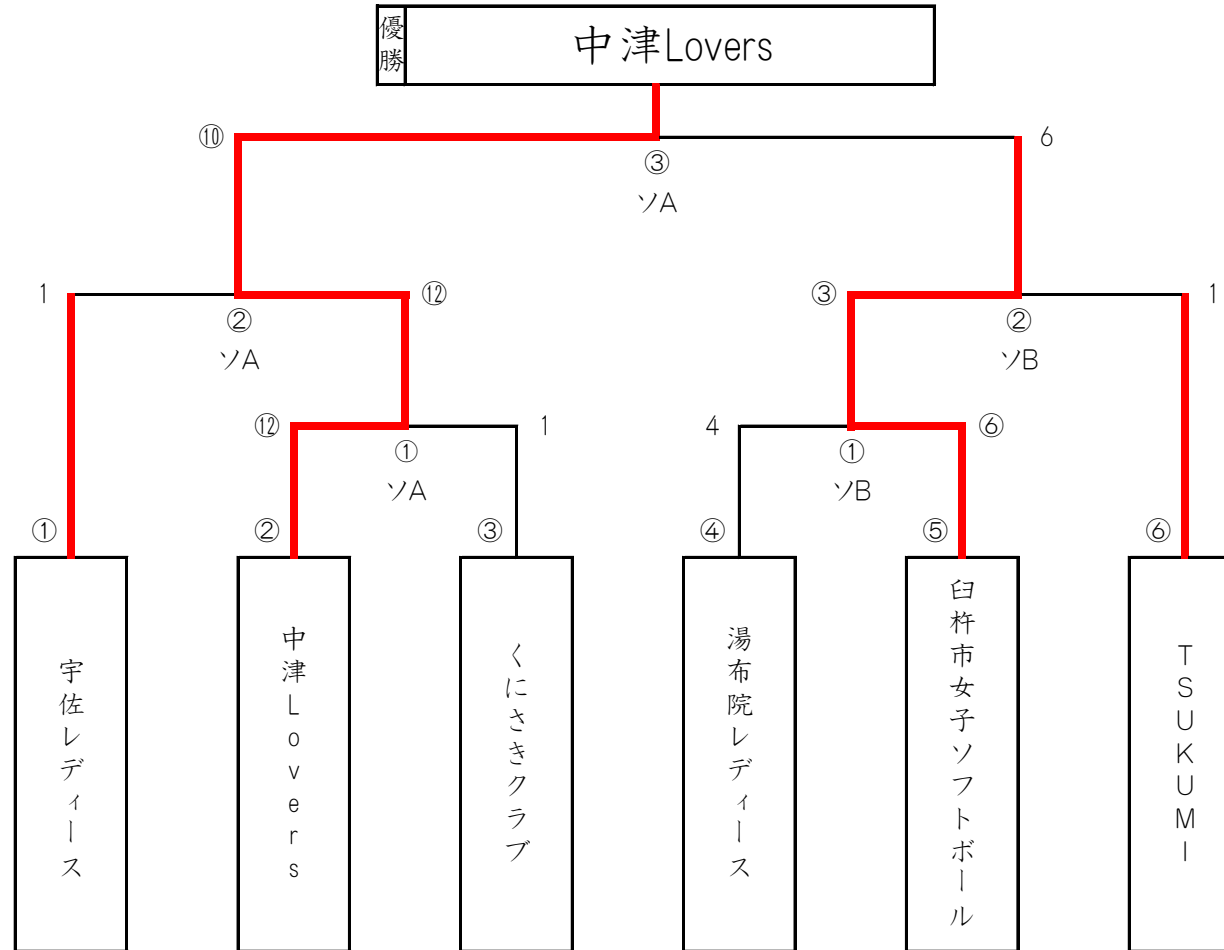 優勝
中津Lovers
⑩
6
③
ソA
1
⑫
③
1
②
ソA
②
ソB
⑫
1
4
⑥
①
ソA
①
ソB
①
②
③
④
⑤
⑥
宇佐レディース
中津Lovers
くにさきクラブ
湯布院レディース
臼杵市女子ソフトボール
TSUKUMI